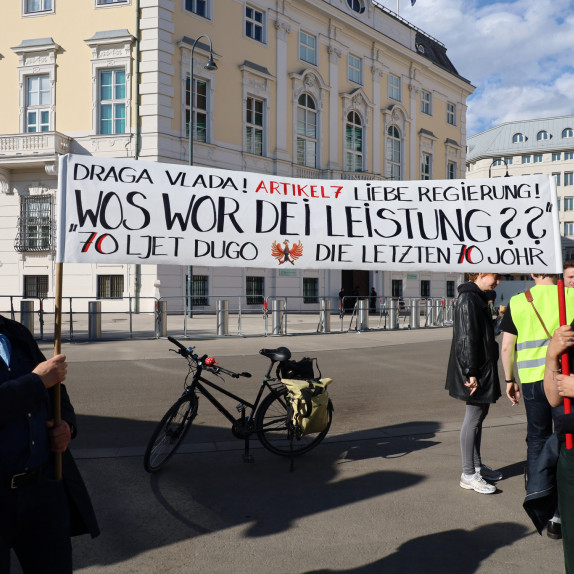 DRAGA VLADA! ARTIKEL7 LIEBE REGIERUNG!
"WOS WOR DEI LEISTUNG??"
70 LJET DUGO DIE LETZTEN 70 JOHR